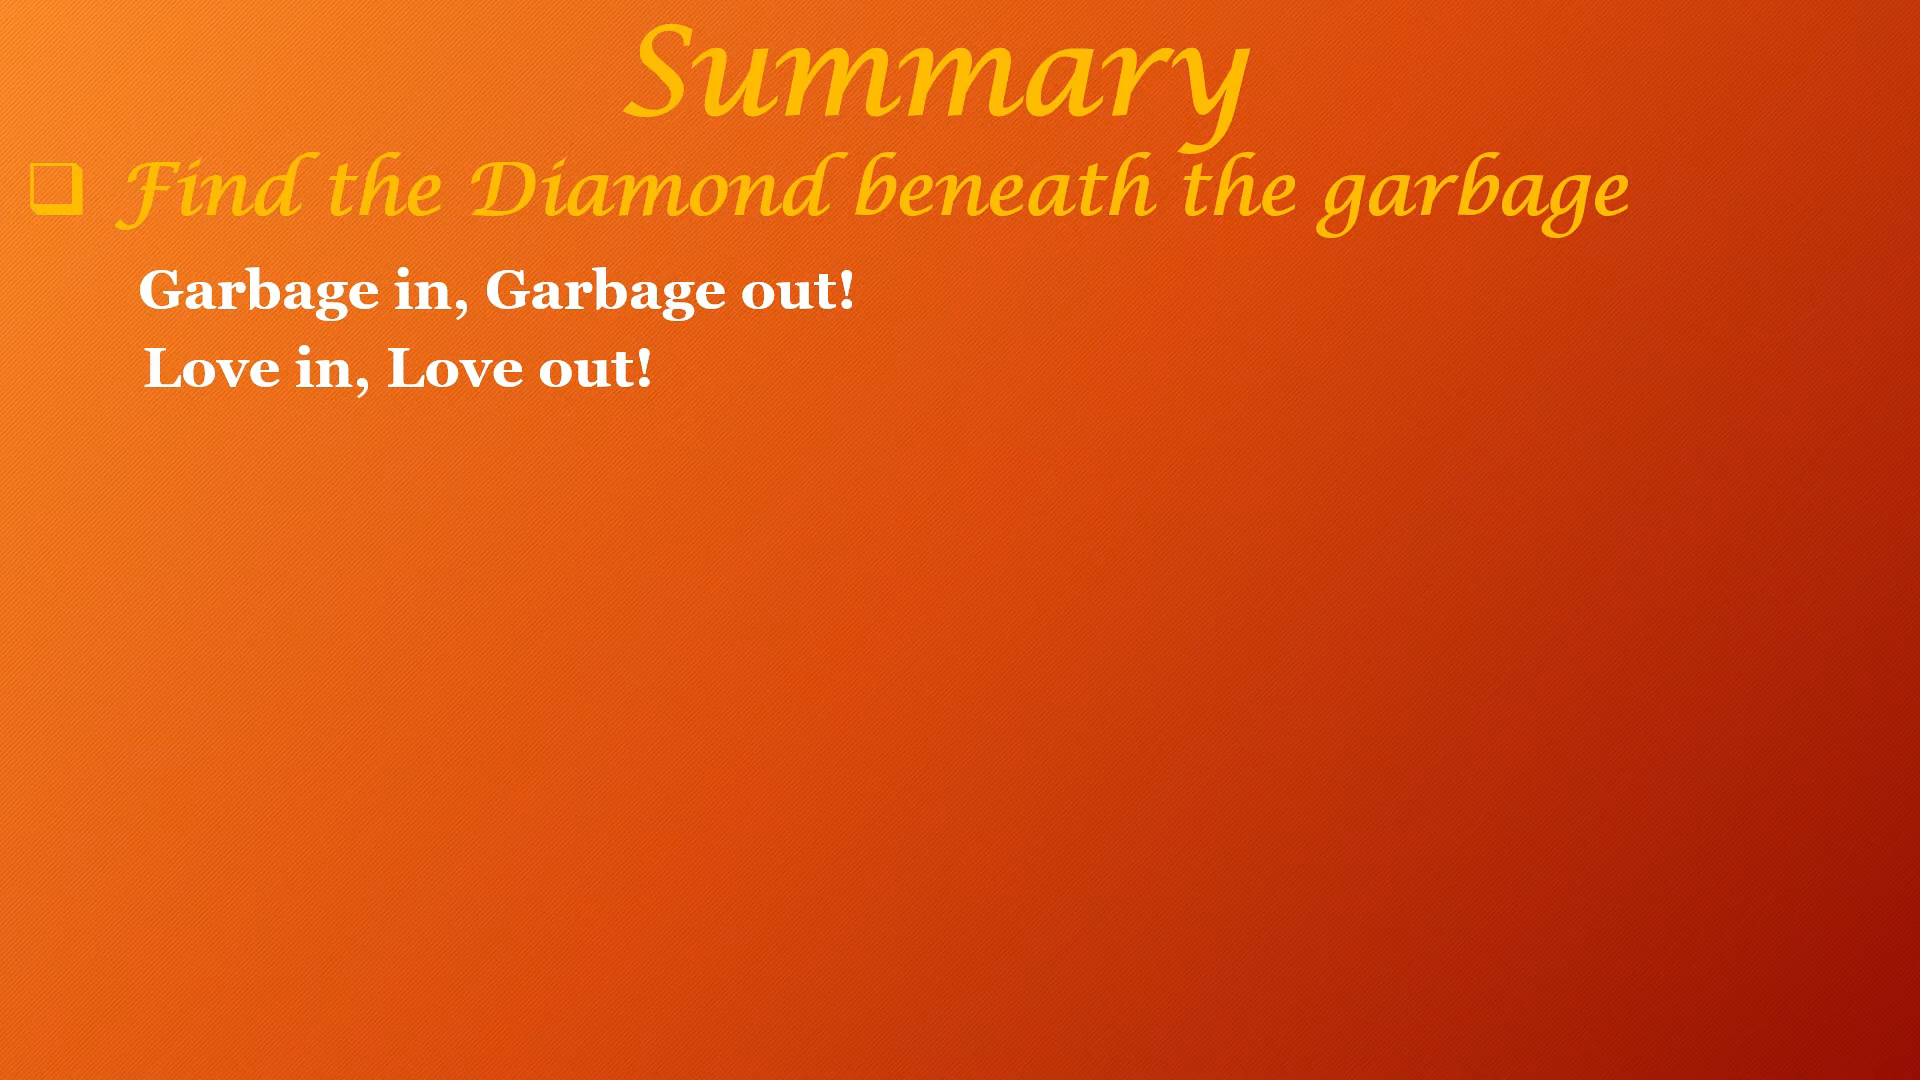 Summary
❑ Find the Diamond beneath the garbage
Garbage in, Garbage out!
Love in, Love out!